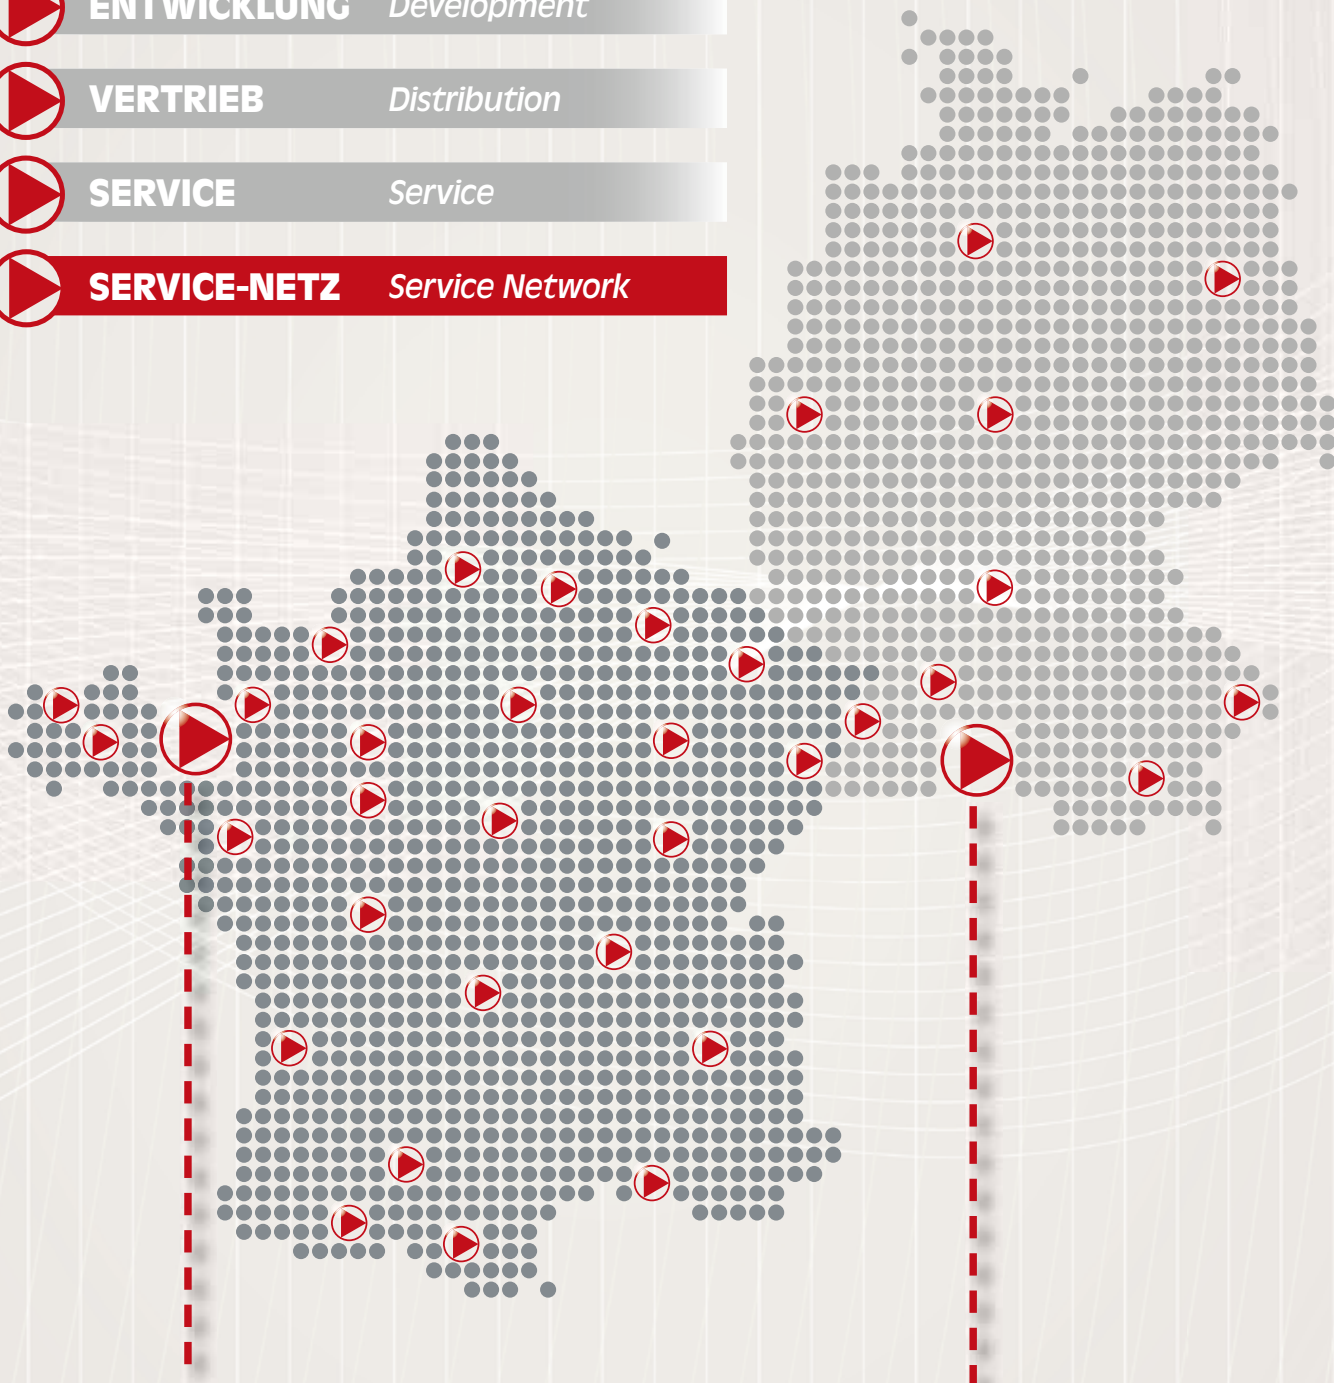 ENTWICKLUNG Development
VERTRIEB Distribution
SERVICE Service
SERVICE-NETZ Service Network